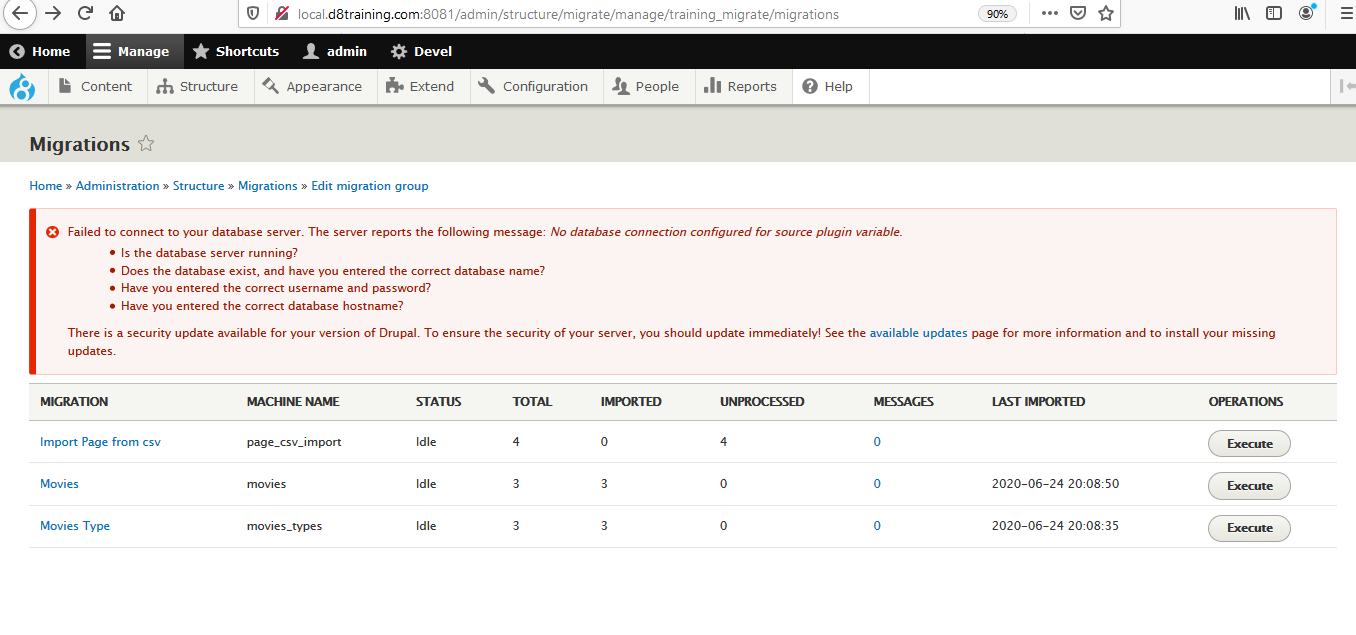 local.d8training.com:8081/admin/structure/migrate/manage/training_migrate/migrations 90%
Home Manage Shortcuts admin Devel
Content Structure Appearance Extend Configuration People Reports Help
Migrations
Home » Administration » Structure » Migrations » Edit migration group
Failed to connect to your database server. The server reports the following message: No database connection configured for source plugin variable.
• Is the database server running?
• Does the database exist, and have you entered the correct database name?
• Have you entered the correct username and password?
• Have you entered the correct database hostname?
There is a security update available for your version of Drupal. To ensure the security of your server, you should update immediately! See the available updates page for more information and to install your missing
updates.
MIGRATION MACHINE NAME STATUS TOTAL IMPORTED UNPROCESSED MESSAGES LAST IMPORTED OPERATIONS
Import Page from csv page_csv_import Idle 4 0 4 0 Execute
Movies movies Idle 3 3 0 0 2020-06-24 20:08:50 Execute
Movies Type movies_types Idle 3 3 0 0 2020-06-24 20:08:35 Execute